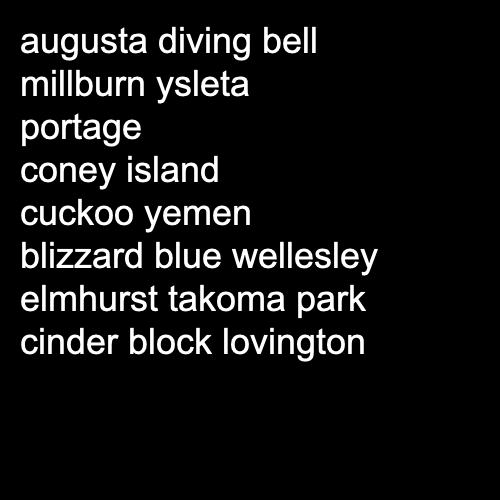 augusta diving bell
millburn ysleta
portage
coney island
cuckoo yemen
blizzard blue wellesley
elmhurst takoma park
cinder block lovington